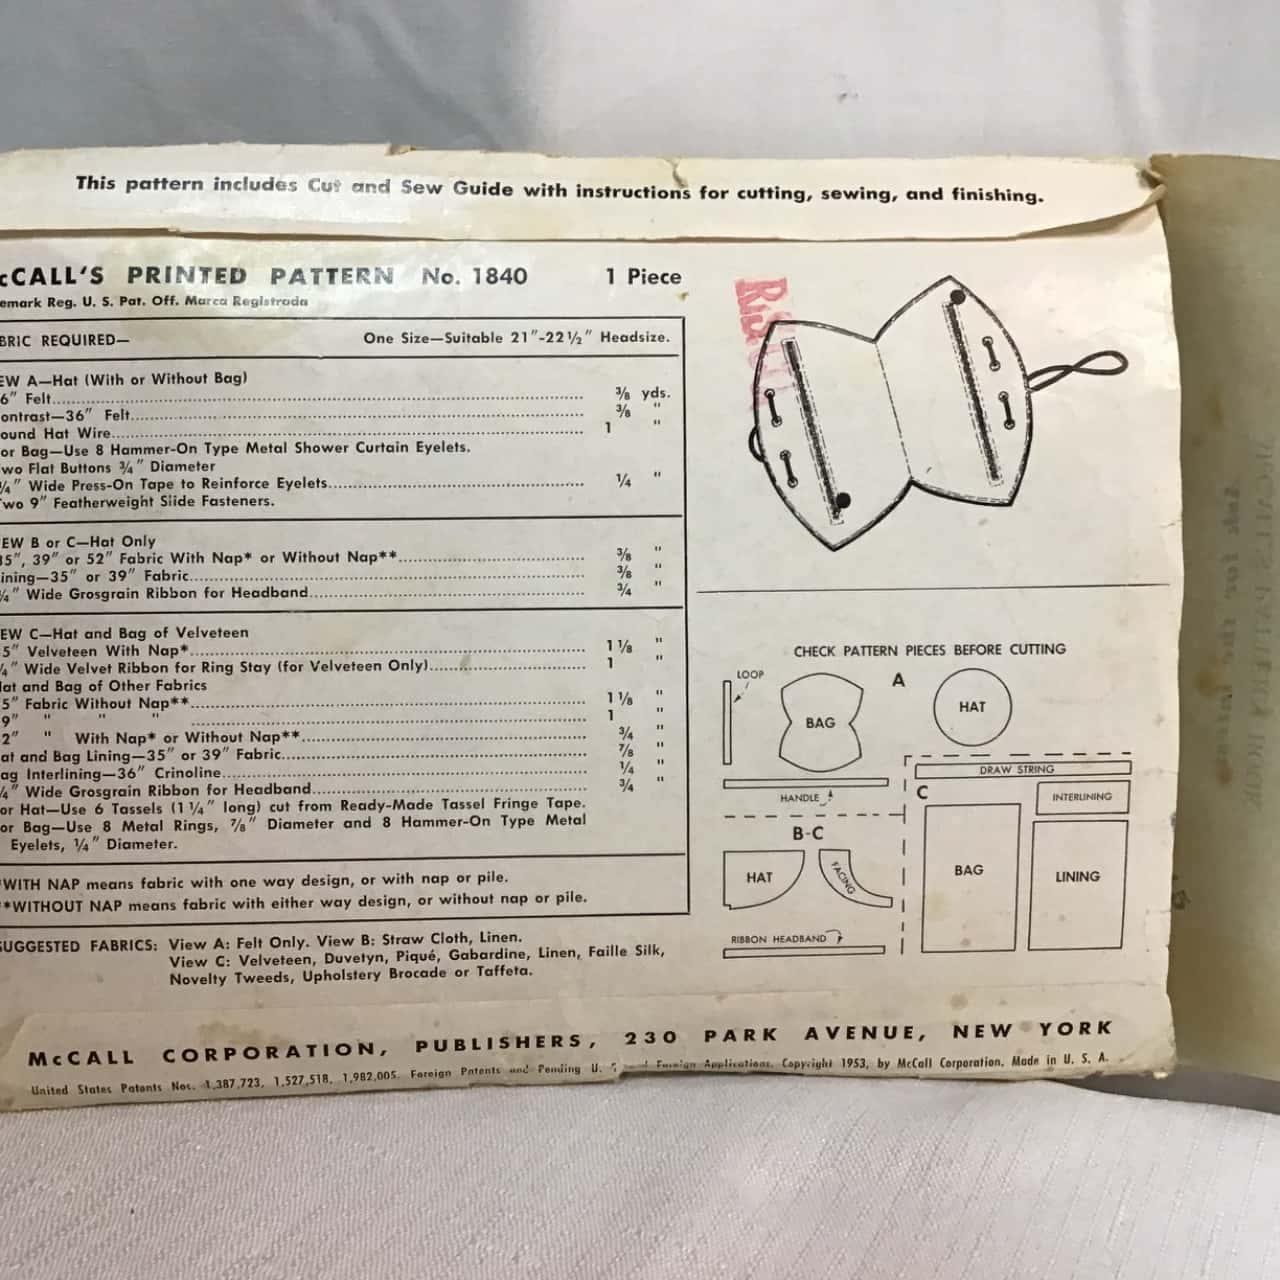 This pattern includes Cut and Sew Guide with instructions for cutting, sewing, and finishing.
cCALL'S PRINTED PATTERN No. 1840 1 Piece
emark Reg. U. S. Pat. Off. Marca Registrada
BRIC REQUIRED— One Size—Suitable 21"-22½" Headsize.
EW A—Hat (With or Without Bag)
6" Felt ⅜ yds.
ontrast—36" Felt ⅜ "
ound Hat Wire 1 "
or Bag—Use 8 Hammer-On Type Metal Shower Curtain Eyelets.
wo Flat Buttons ¾" Diameter
¼" Wide Press-On Tape to Reinforce Eyelets ¼ "
wo 9" Featherweight Slide Fasteners.
EW B or C—Hat Only
35", 39" or 52" Fabric With Nap* or Without Nap** ⅜ "
ining—35" or 39" Fabric ⅜ "
¼" Wide Grosgrain Ribbon for Headband ¾ "
EW C—Hat and Bag of Velveteen
5" Velveteen With Nap* 1⅛ "
¼" Wide Velvet Ribbon for Ring Stay (for Velveteen Only) 1 "
at and Bag of Other Fabrics
5" Fabric Without Nap** 1⅛ "
9" " " " 1 "
2" " With Nap* or Without Nap** ¾ "
at and Bag Lining—35" or 39" Fabric ⅞ "
ag Interlining—36" Crinoline ¼ "
¼" Wide Grosgrain Ribbon for Headband ¾ "
or Hat—Use 6 Tassels (1¼" long) cut from Ready-Made Tassel Fringe Tape.
or Bag—Use 8 Metal Rings, ⅞" Diameter and 8 Hammer-On Type Metal
Eyelets, ¼" Diameter.
*WITH NAP means fabric with one way design, or with nap or pile.
**WITHOUT NAP means fabric with either way design, or without nap or pile.
SUGGESTED FABRICS: View A: Felt Only. View B: Straw Cloth, Linen.
View C: Velveteen, Duvetyn, Piqué, Gabardine, Linen, Faille Silk,
Novelty Tweeds, Upholstery Brocade or Taffeta.
CHECK PATTERN PIECES BEFORE CUTTING
LOOP
A
BAG
HAT
HANDLE
DRAW STRING
C
INTERLINING
B-C
HAT
FACING
BAG
LINING
RIBBON HEADBAND
McCALL CORPORATION, PUBLISHERS, 230 PARK AVENUE, NEW YORK
United States Patents Nos. 1,387,723, 1,527,518, 1,982,005. Foreign Patents and Pending U. S. and Foreign Applications. Copyright 1953, by McCall Corporation. Made in U. S. A.